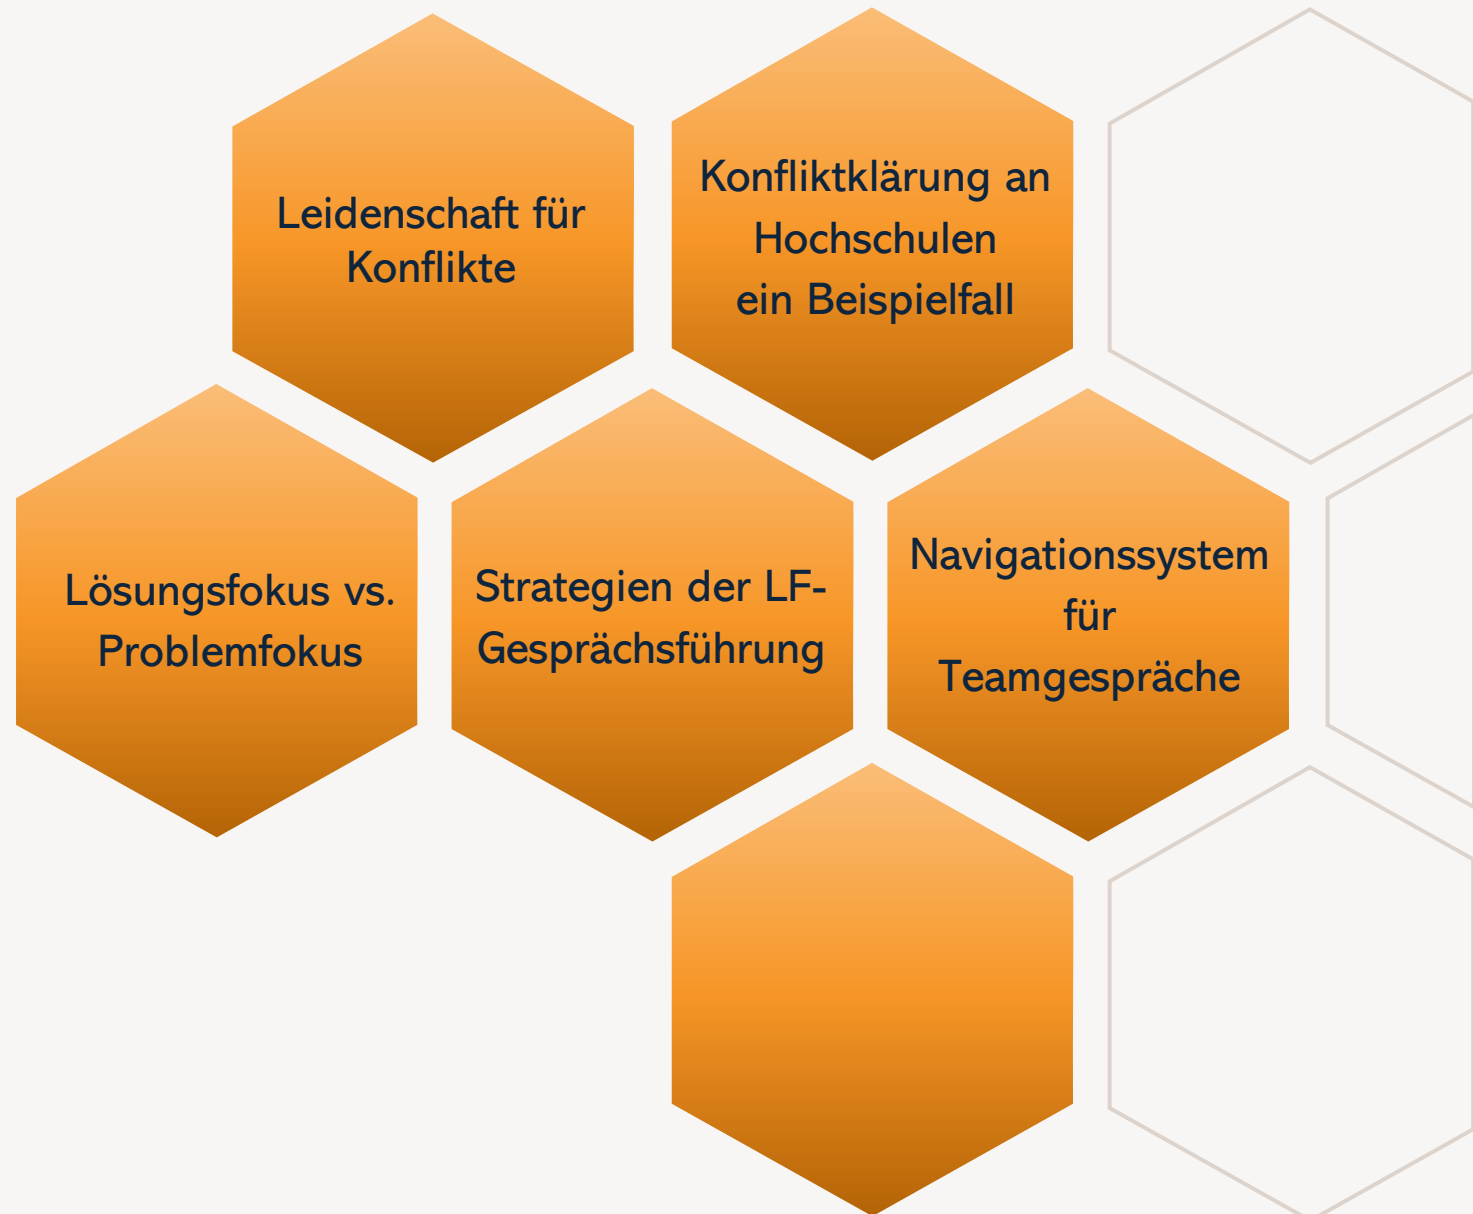 Leidenschaft für
Konflikte
Konfliktklärung an
Hochschulen
ein Beispielfall
Lösungsfokus vs.
Problemfokus
Strategien der LF-
Gesprächsführung
Navigationssystem
für
Teamgespräche